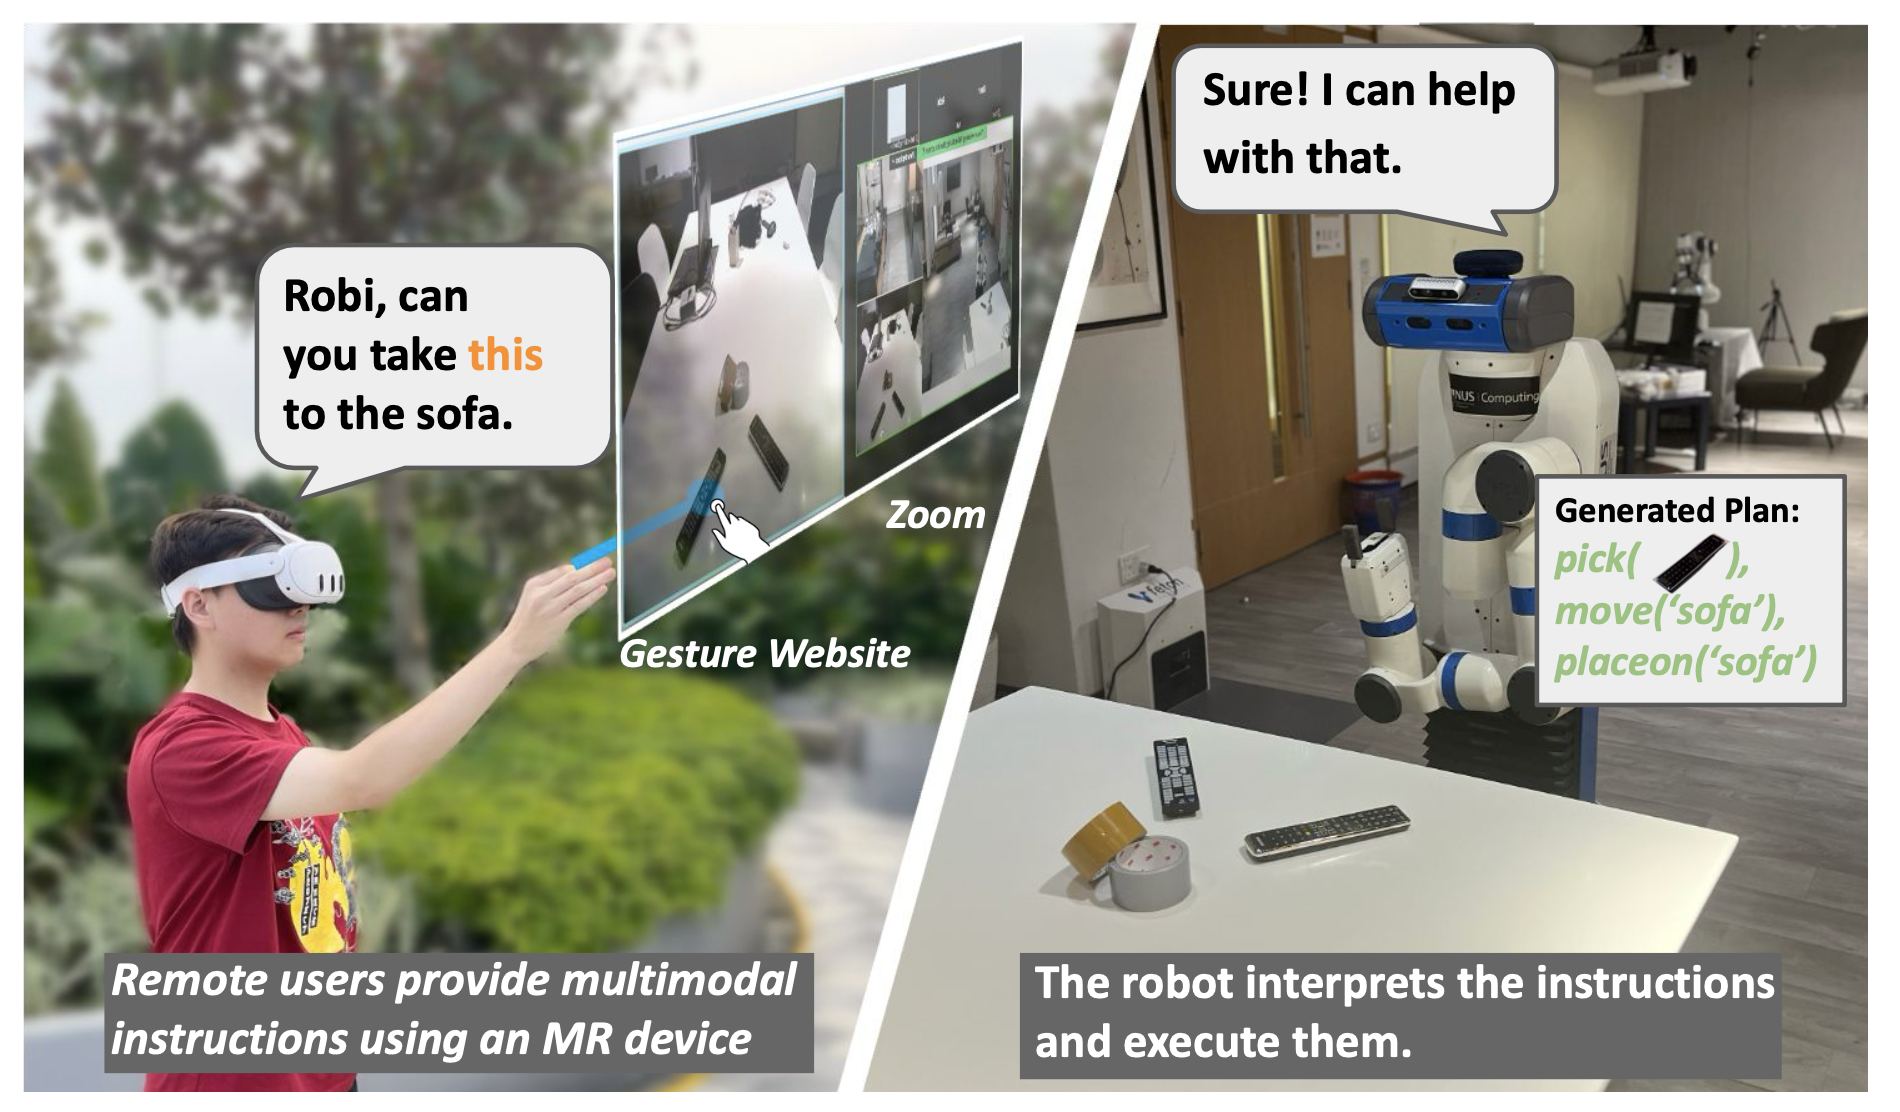 Robi, can
you take this
to the sofa.
Zoom
Gesture Website
Remote users provide multimodal
instructions using an MR device
Sure! I can help
with that.
NUS Computing
Generated Plan:
pick( ),
move(‘sofa’),
placeon(‘sofa’)
fetch
The robot interprets the instructions
and execute them.